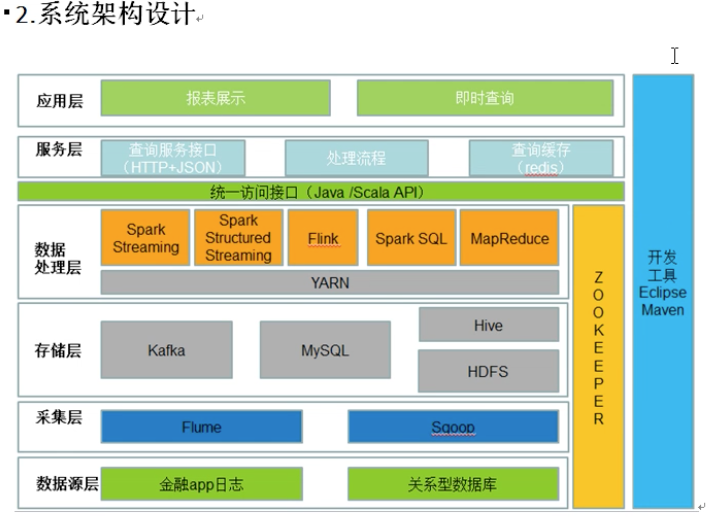 2.系统架构设计
应用层
报表展示
即时查询
服务层
查询服务接口
（HTTP+JSON）
处理流程
查询缓存
（redis）
统一访问接口（Java /Scala API）
数据
处理层
Spark
Streaming
Spark
Structured
Streaming
Flink
Spark SQL
MapReduce
YARN
存储层
Kafka
MySQL
Hive
HDFS
采集层
Flume
Sqoop
数据源层
金融app日志
关系型数据库
Z
O
O
K
E
E
P
E
R
开发
工具
Eclipse
Maven